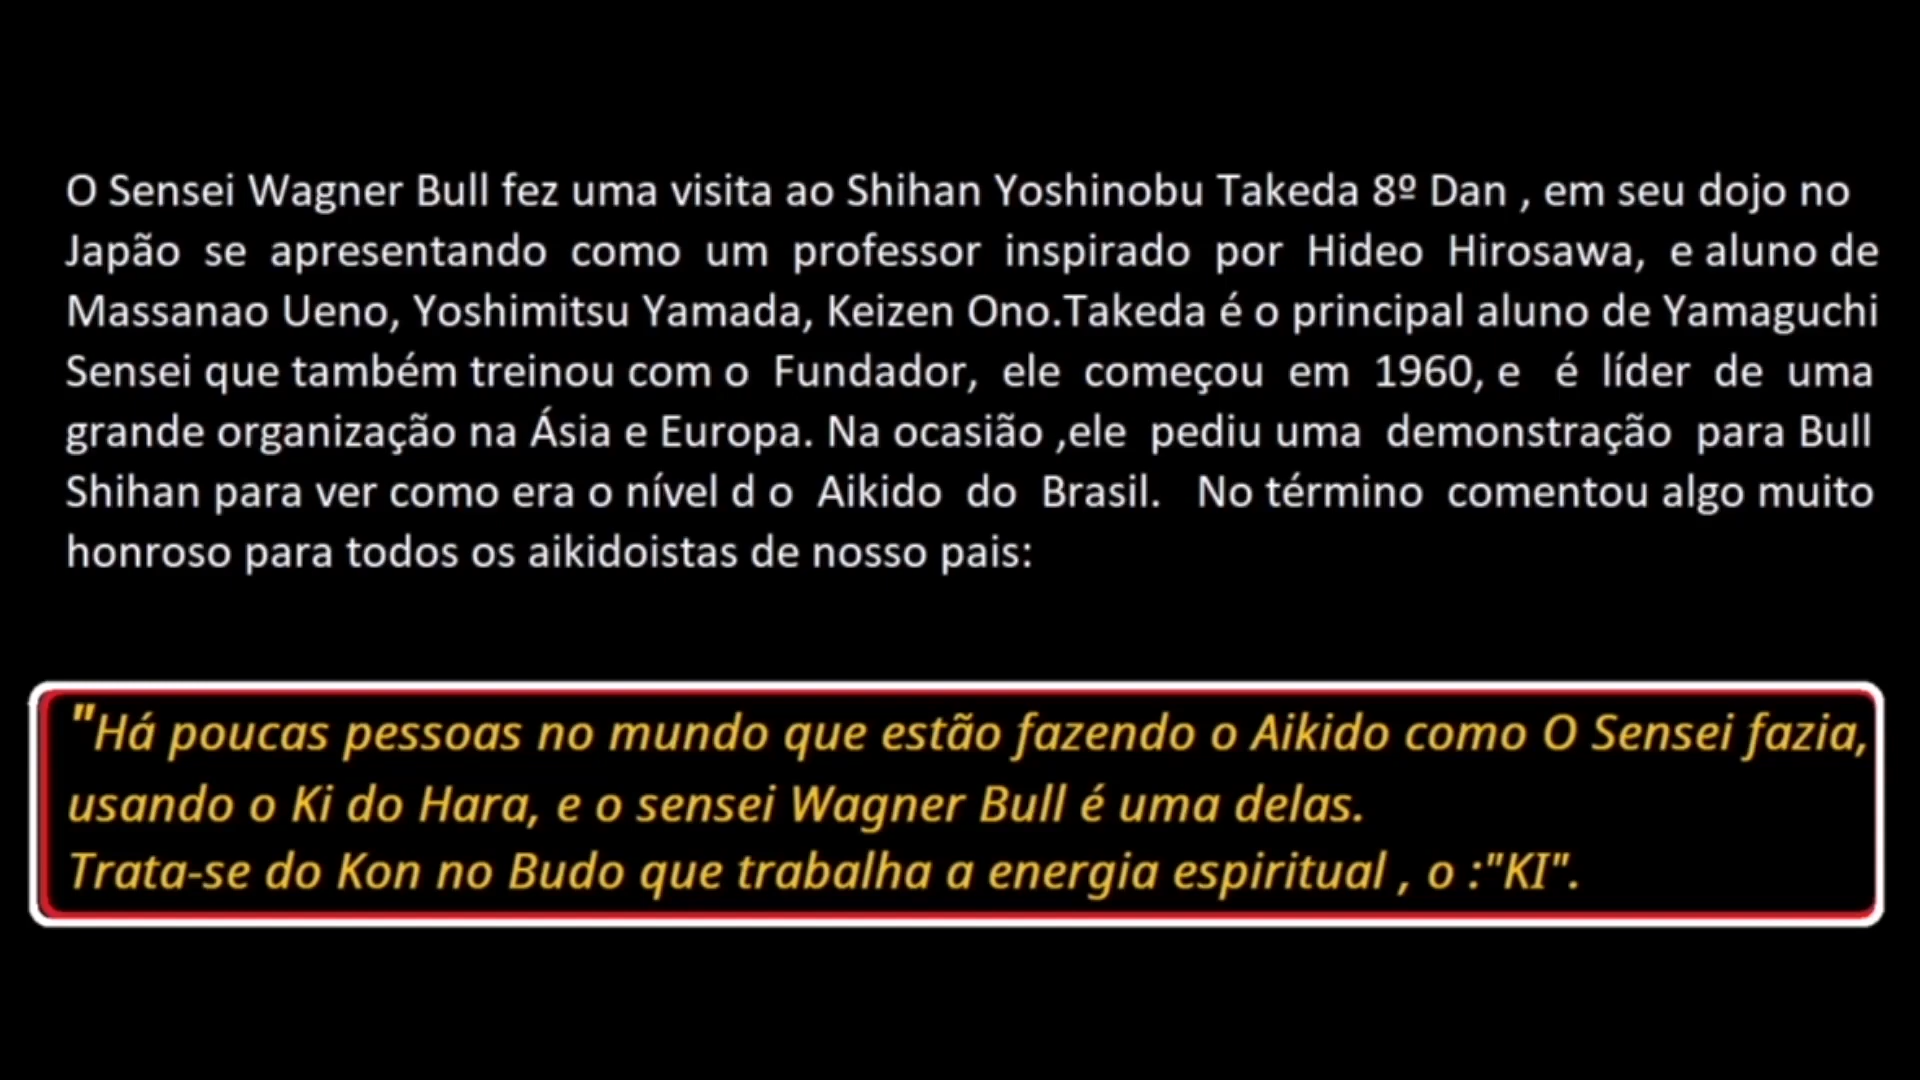 O Sensei Wagner Bull fez uma visita ao Shihan Yoshinobu Takeda 8º Dan , em seu dojo no
Japão se apresentando como um professor inspirado por Hideo Hirosawa, e aluno de
Massanao Ueno, Yoshimitsu Yamada, Keizen Ono.Takeda é o principal aluno de Yamaguchi
Sensei que também treinou com o Fundador, ele começou em 1960, e é líder de uma
grande organização na Ásia e Europa. Na ocasião ,ele pediu uma demonstração para Bull
Shihan para ver como era o nível d o Aikido do Brasil. No término comentou algo muito
honroso para todos os aikidoistas de nosso pais:
"Há poucas pessoas no mundo que estão fazendo o Aikido como O Sensei fazia,
usando o Ki do Hara, e o sensei Wagner Bull é uma delas.
Trata-se do Kon no Budo que trabalha a energia espiritual , o :"KI".